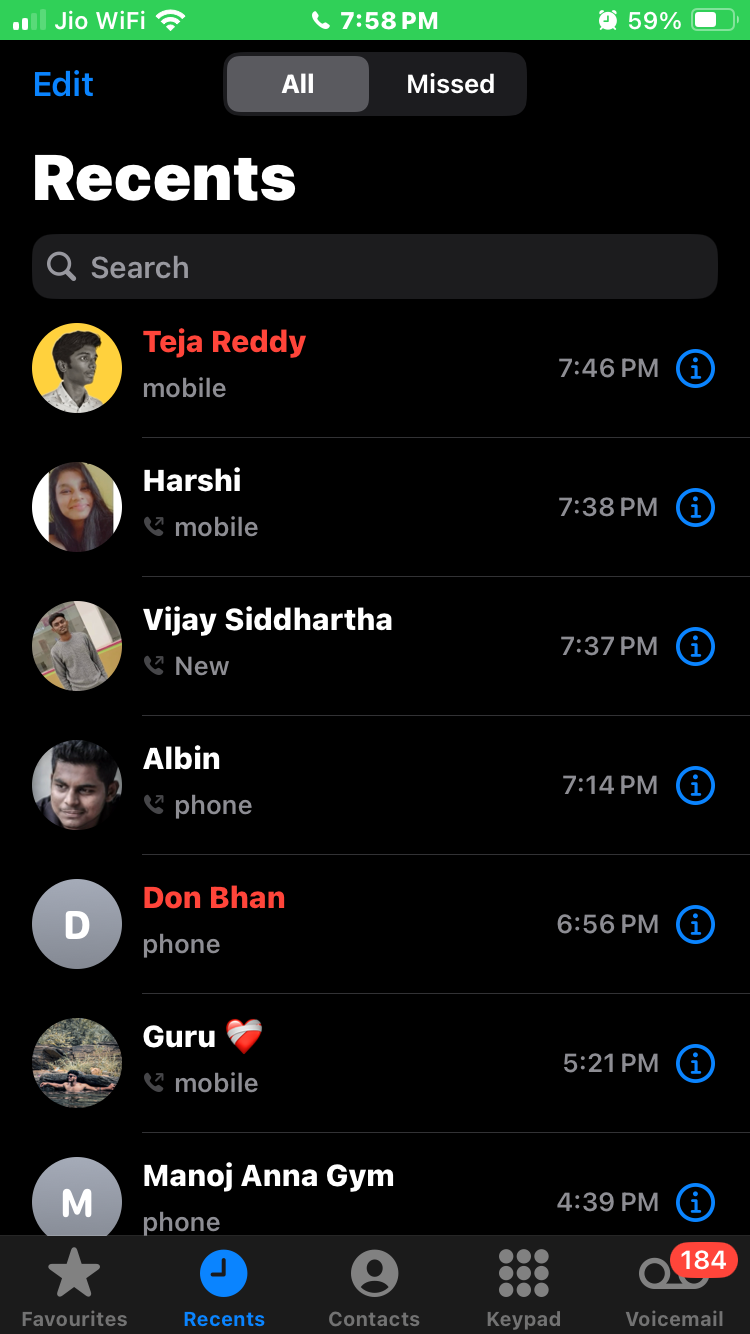 Jio WiFi 7:58 PM 59%
Edit All Missed
Recents
Search
Teja Reddy
mobile
7:46 PM
Harshi
mobile
7:38 PM
Vijay Siddhartha
New
7:37 PM
Albin
phone
7:14 PM
D
Don Bhan
phone
6:56 PM
Guru ❤️‍🩹
mobile
5:21 PM
M
Manoj Anna Gym
phone
4:39 PM
184
Favourites Recents Contacts Keypad Voicemail